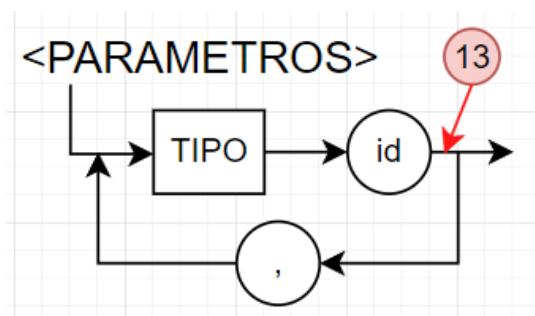 <PARAMETROS>
13
TIPO
id
,